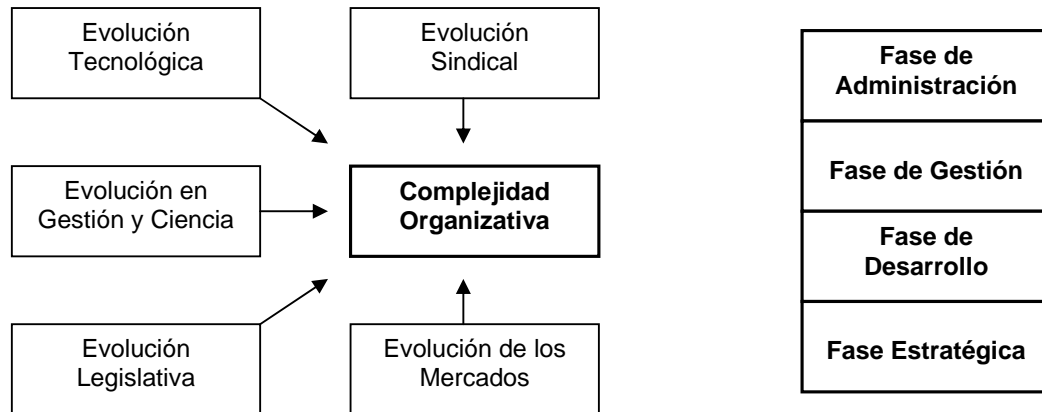 Evolución
Tecnológica
Evolución
Sindical
Evolución en
Gestión y Ciencia
Complejidad
Organizativa
Evolución
Legislativa
Evolución de los
Mercados
Fase de
Administración
Fase de Gestión
Fase de
Desarrollo
Fase Estratégica